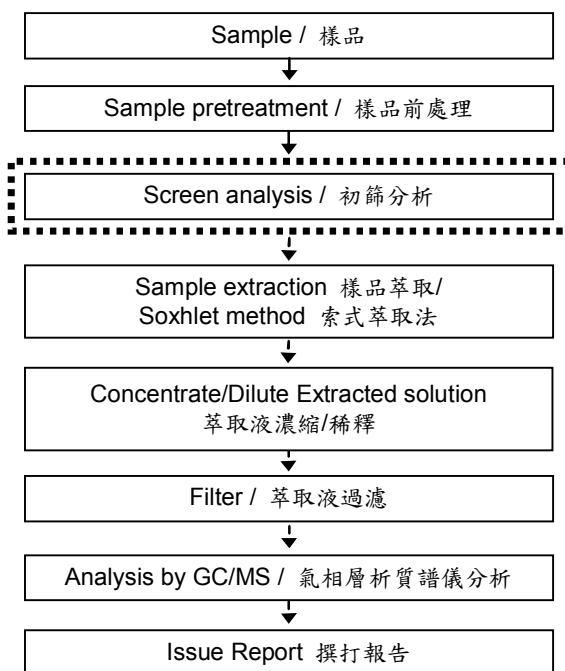 Sample / 樣品
Sample pretreatment / 樣品前處理
Screen analysis / 初篩分析
Sample extraction 樣品萃取/
Soxhlet method 索式萃取法
Concentrate/Dilute Extracted solution
萃取液濃縮/稀釋
Filter / 萃取液過濾
Analysis by GC/MS / 氣相層析質譜儀分析
Issue Report 撰打報告